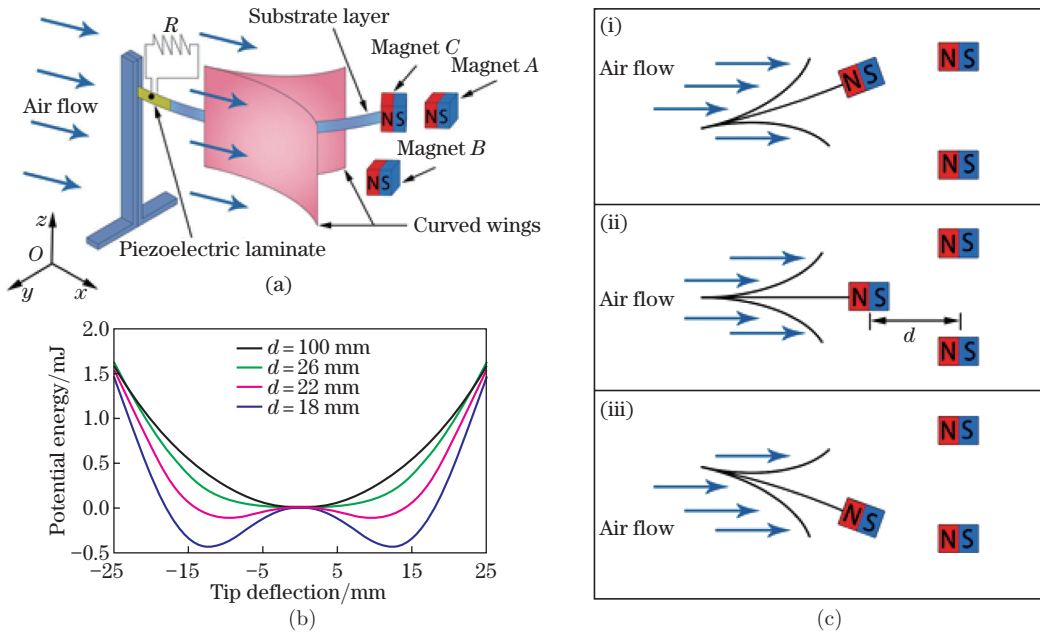 Substrate layer
R
Magnet C
Magnet A
Air flow
N S
N S
Magnet B
N S
Curved wings
Piezoelectric laminate
z
O
y
x
(a)
2.0
1.5
1.0
0.5
0.0
−0.5
Potential energy/mJ
d = 100 mm
d = 26 mm
d = 22 mm
d = 18 mm
−25
−15
−5
5
15
25
Tip deflection/mm
(b)
(i)
Air flow
N S
N S
N S
(ii)
Air flow
N S
N S
d
N S
(iii)
Air flow
N S
N S
N S
(c)